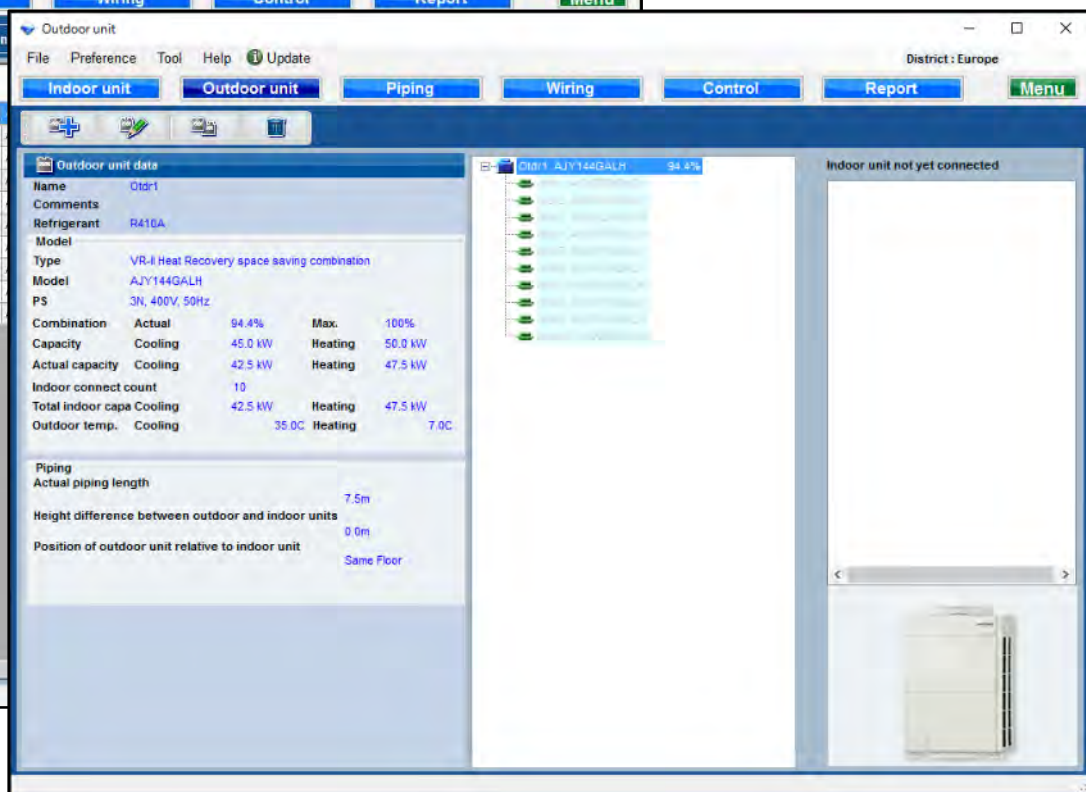 Wiring Control Report Menu
Outdoor unit
File Preference Tool Help Update District : Europe
Indoor unit Outdoor unit Piping Wiring Control Report Menu
Outdoor unit data
Name Otdr1
Comments
Refrigerant R410A
Model
Type VR-II Heat Recovery space saving combination
Model AJY144GALH
PS 3N, 400V, 50Hz
Combination Actual 94.4% Max. 100%
Capacity Cooling 45.0 kW Heating 50.0 kW
Actual capacity Cooling 42.5 kW Heating 47.5 kW
Indoor connect count 10
Total indoor capa Cooling 42.5 kW Heating 47.5 kW
Outdoor temp. Cooling 35.0C Heating 7.0C
Piping
Actual piping length
7.5m
Height difference between outdoor and indoor units
0.0m
Position of outdoor unit relative to indoor unit
Same Floor
Otdr1 AJY144GALH 94.4%
Indoor unit not yet connected